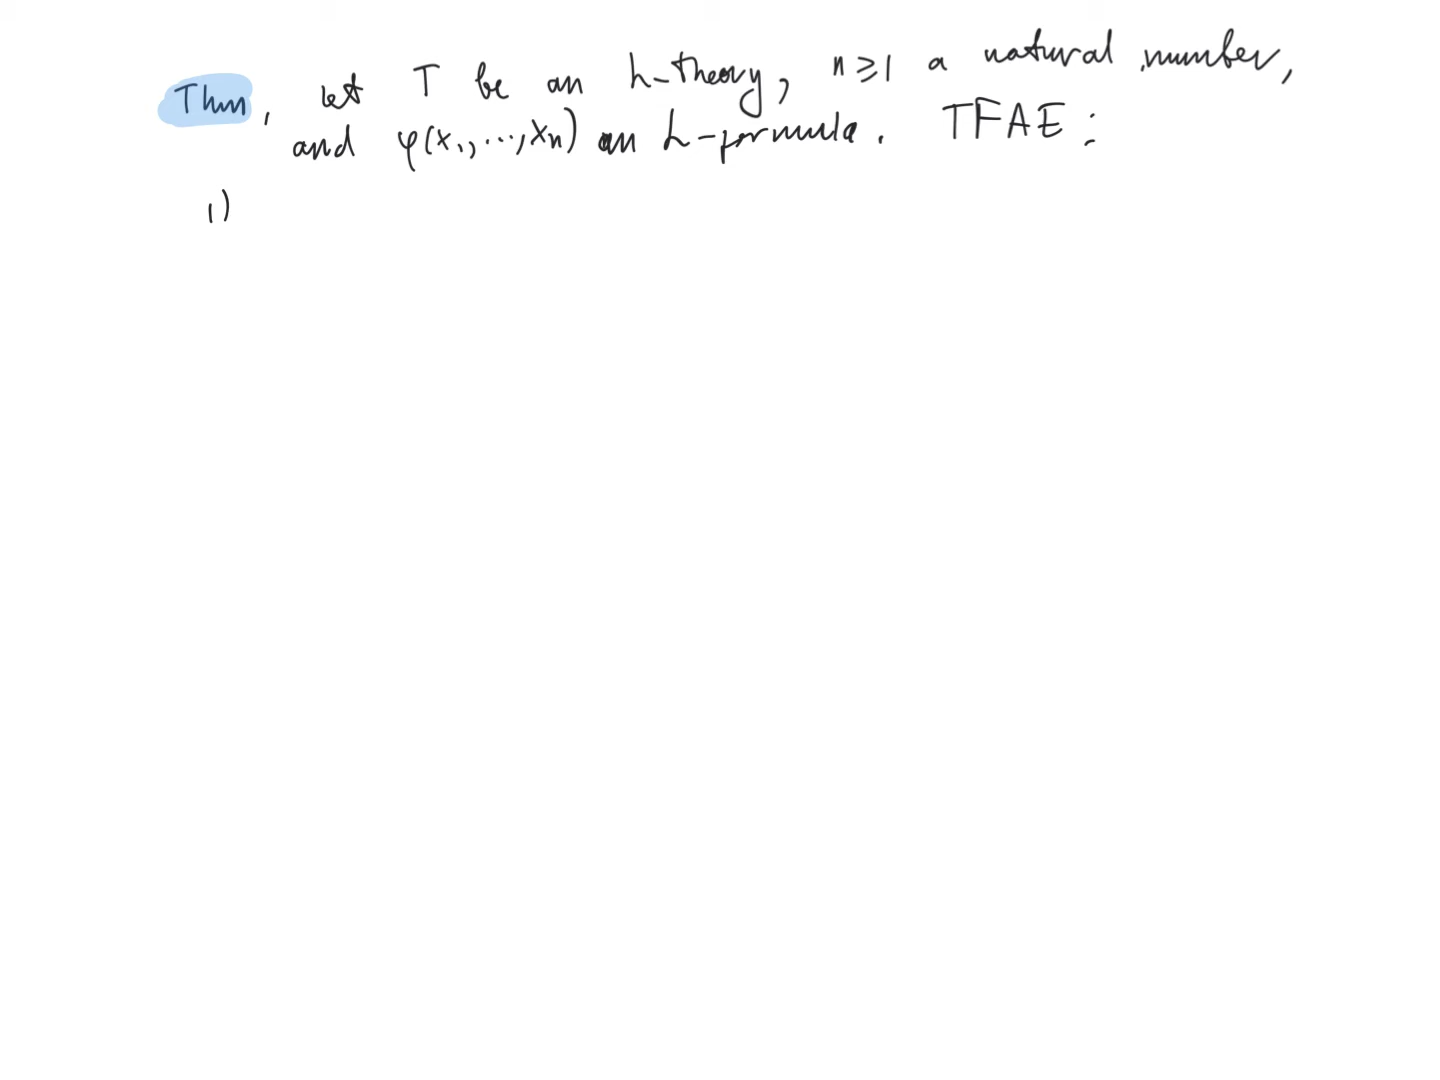 Thm, let T be an h-theory, n ≥ 1 a natural number,
and φ(x₁,...,xₙ) an h-formula. TFAE:
1)